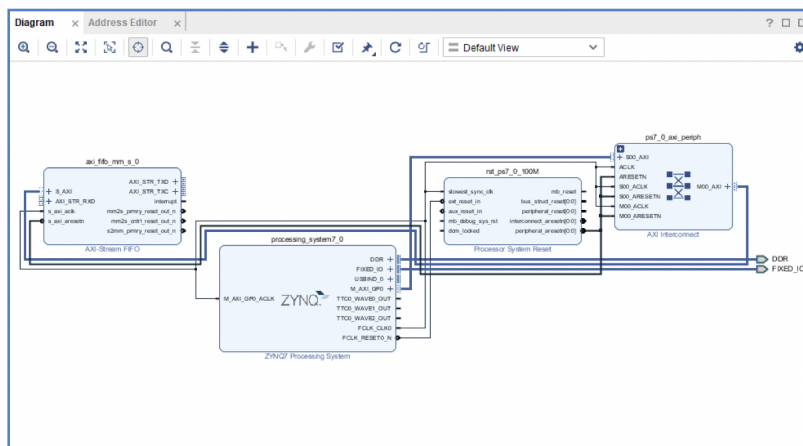 Diagram
Address Editor
?
Default View
axi_fifo_mm_s_0
S_AXI
AXI_STR_RXD
s_axi_aclk
s_axi_aresetn
AXI_STR_TXD
AXI_STR_TXC
interrupt
mm2s_prmry_reset_out_n
mm2s_cntrl_reset_out_n
s2mm_prmry_reset_out_n
AXI-Stream FIFO
processing_system7_0
M_AXI_GP0_ACLK
ZYNQ
DDR
FIXED_IO
USBIND_0
M_AXI_GP0
TTC0_WAVE0_OUT
TTC0_WAVE1_OUT
TTC0_WAVE2_OUT
FCLK_CLK0
FCLK_RESET0_N
ZYNQ7 Processing System
rst_ps7_0_100M
slowest_sync_clk
ext_reset_in
aux_reset_in
mb_debug_sys_rst
dcm_locked
mb_reset
bus_struct_reset[0:0]
peripheral_reset[0:0]
interconnect_aresetn[0:0]
peripheral_aresetn[0:0]
Processor System Reset
ps7_0_axi_periph
S00_AXI
ACLK
ARESETN
S00_ACLK
S00_ARESETN
M00_ACLK
M00_ARESETN
M00_AXI
AXI Interconnect
DDR
FIXED_IO